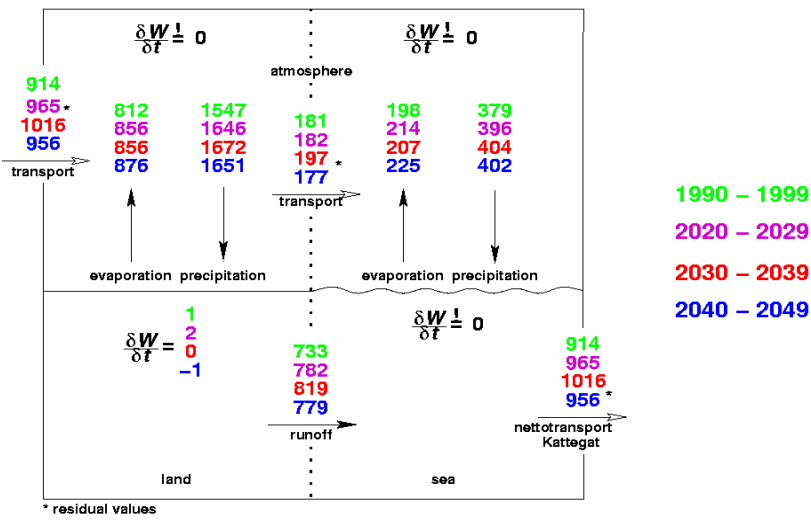 δW/δt ! = 0
δW/δt ! = 0
atmosphere
914
965 *
1016
956
transport
812
856
856
876
evaporation
1547
1646
1672
1651
precipitation
181
182
197 *
177
transport
198
214
207
225
evaporation
379
396
404
402
precipitation
1990 – 1999
2020 – 2029
2030 – 2039
2040 – 2049
δW/δt =
1
2
0
–1
δW/δt ! = 0
733
782
819
779
runoff
914
965
1016
956 *
nettotransport
Kattegat
land
sea
* residual values